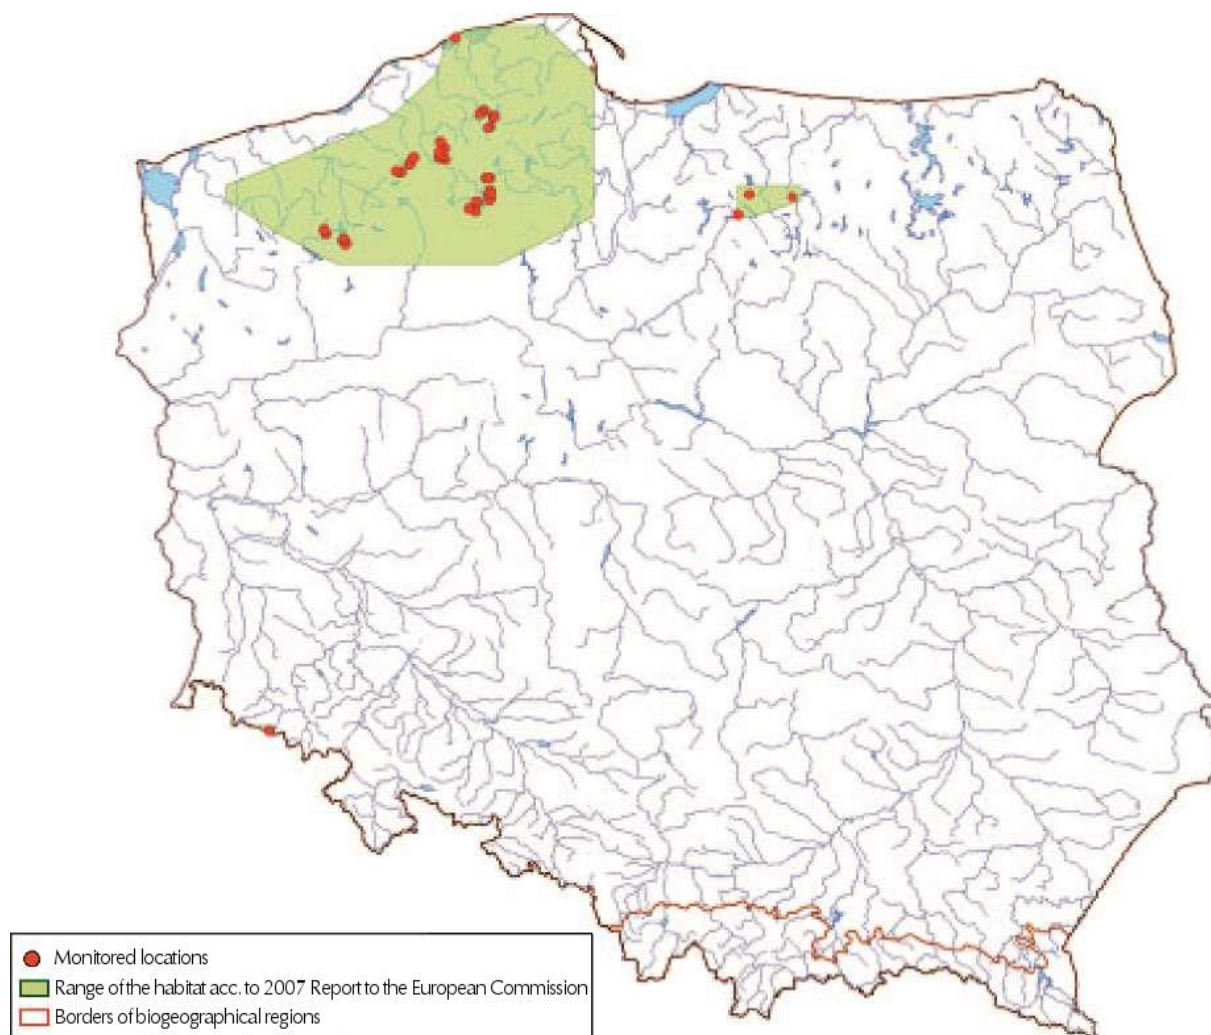 Monitored locations
Range of the habitat acc. to 2007 Report to the European Commission
Borders of biogeographical regions